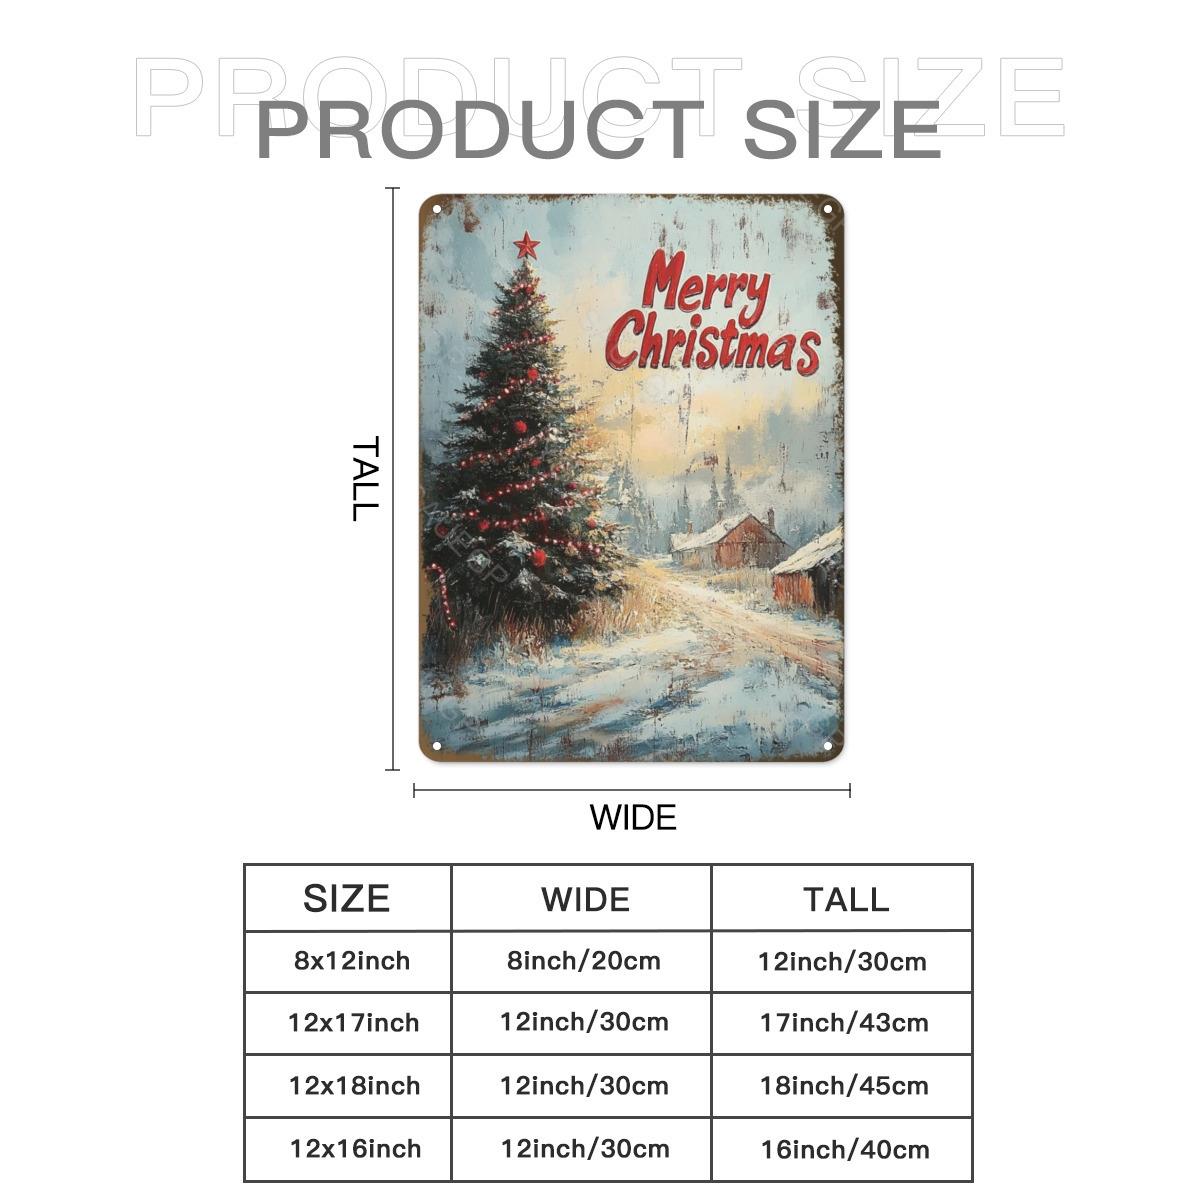 PRODUCT SIZE
PRODUCT SIZE
Merry
Christmas
TALL
WIDE
SIZE WIDE TALL
8x12inch 8inch/20cm 12inch/30cm
12x17inch 12inch/30cm 17inch/43cm
12x18inch 12inch/30cm 18inch/45cm
12x16inch 12inch/30cm 16inch/40cm